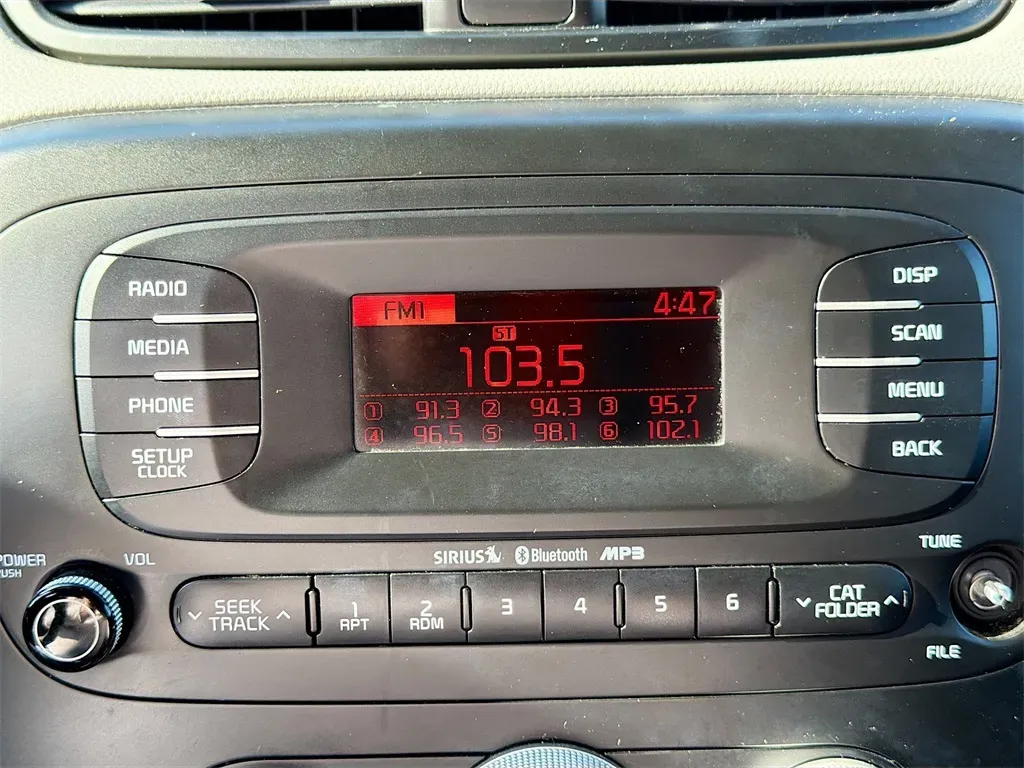 RADIO
MEDIA
PHONE
SETUP
CLOCK
FM1 4:47
ST
103.5
1 91.3 2 94.3 3 95.7
4 96.5 5 98.1 6 102.1
DISP
SCAN
MENU
BACK
POWER
PUSH
VOL
SIRIUS Bluetooth MP3
TUNE
SEEK
TRACK
1
RPT
2
RDM
3
4
5
6
CAT
FOLDER
FILE